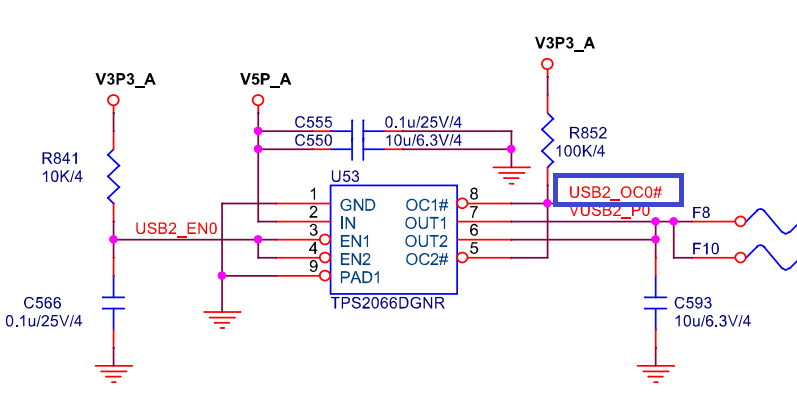 V3P3_A
V3P3_A
V5P_A
C555
0.1u/25V/4
C550
10u/6.3V/4
R852
100K/4
R841
10K/4
U53
1
GND
OC1#
8
USB2_OC0#
2
IN
OUT1
7
VUSB2_P0
F8
USB2_EN0
3
EN1
OUT2
6
4
EN2
OC2#
5
F10
9
PAD1
TPS2066DGNR
C566
0.1u/25V/4
C593
10u/6.3V/4